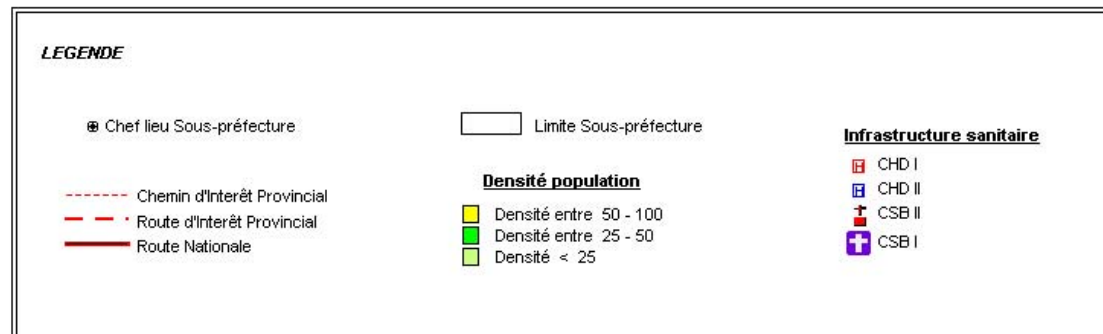 LEGENDE
Chef lieu Sous-préfecture
Chemin d'Interêt Provincial
Route d'Interêt Provincial
Route Nationale
Limite Sous-préfecture
Densité population
Densité entre 50 - 100
Densité entre 25 - 50
Densité < 25
Infrastructure sanitaire
CHD I
CHD II
CSB II
CSB I